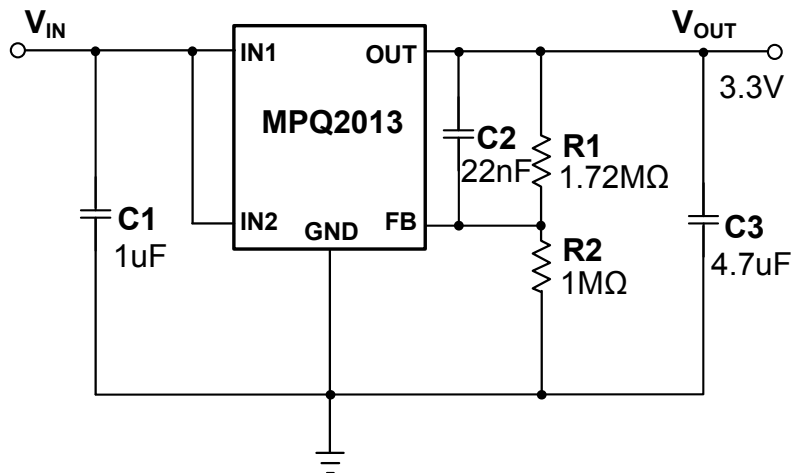 VIN
VOUT
IN1
OUT
3.3V
MPQ2013
C2
22nF
R1
1.72MΩ
C1
1uF
IN2
GND
FB
R2
1MΩ
C3
4.7uF